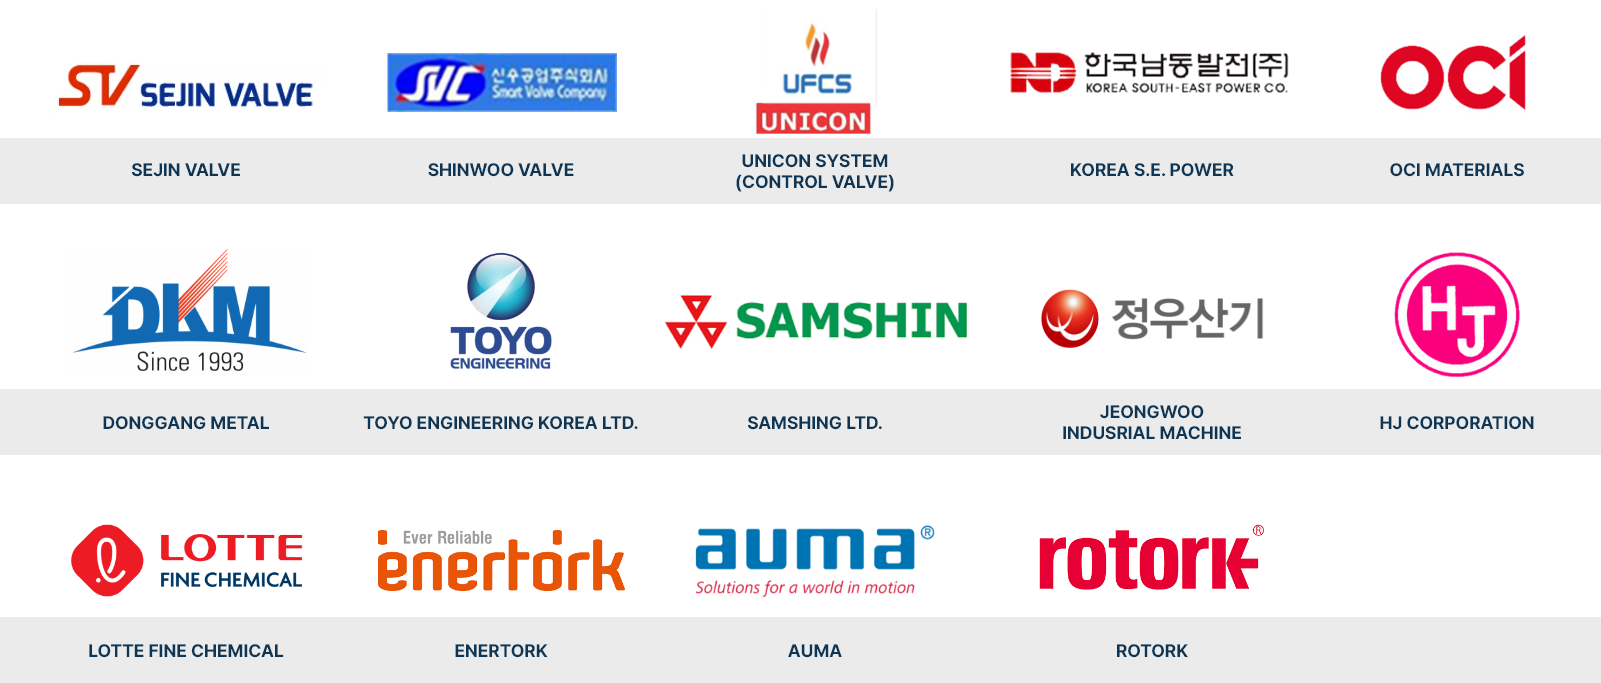 SV SEJIN VALVE
SVC 신우공업주식회사
Smart Valve Company
UFCS
UNICON
ND 한국남동발전(주)
KOREA SOUTH-EAST POWER CO.
OCI
SEJIN VALVE
SHINWOO VALVE
UNICON SYSTEM
(CONTROL VALVE)
KOREA S.E. POWER
OCI MATERIALS
DKM
Since 1993
TOYO
ENGINEERING
SAMSHIN
정우산기
HJ
DONGGANG METAL
TOYO ENGINEERING KOREA LTD.
SAMSHING LTD.
JEONGWOO
INDUSRIAL MACHINE
HJ CORPORATION
LOTTE
FINE CHEMICAL
Ever Reliable
enertork
auma®
Solutions for a world in motion
rotork®
LOTTE FINE CHEMICAL
ENERTORK
AUMA
ROTORK